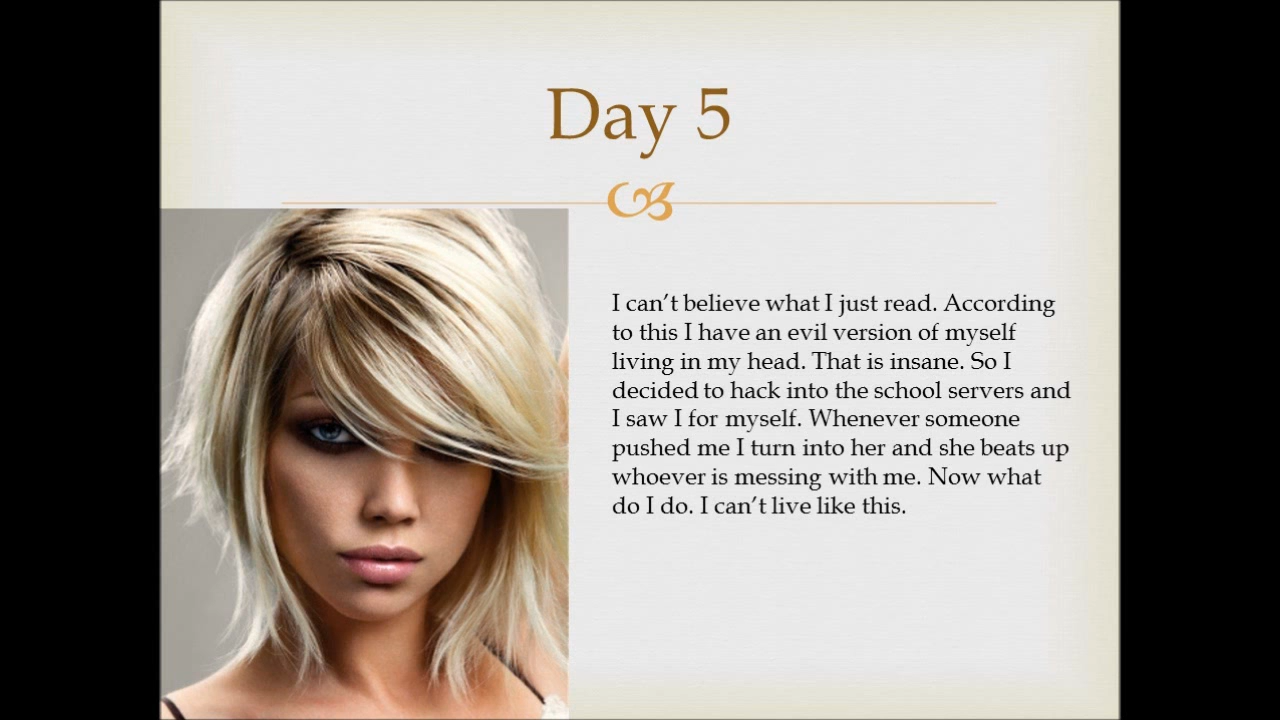 Day 5
I can’t believe what I just read. According
to this I have an evil version of myself
living in my head. That is insane. So I
decided to hack into the school servers and
I saw I for myself. Whenever someone
pushed me I turn into her and she beats up
whoever is messing with me. Now what
do I do. I can’t live like this.